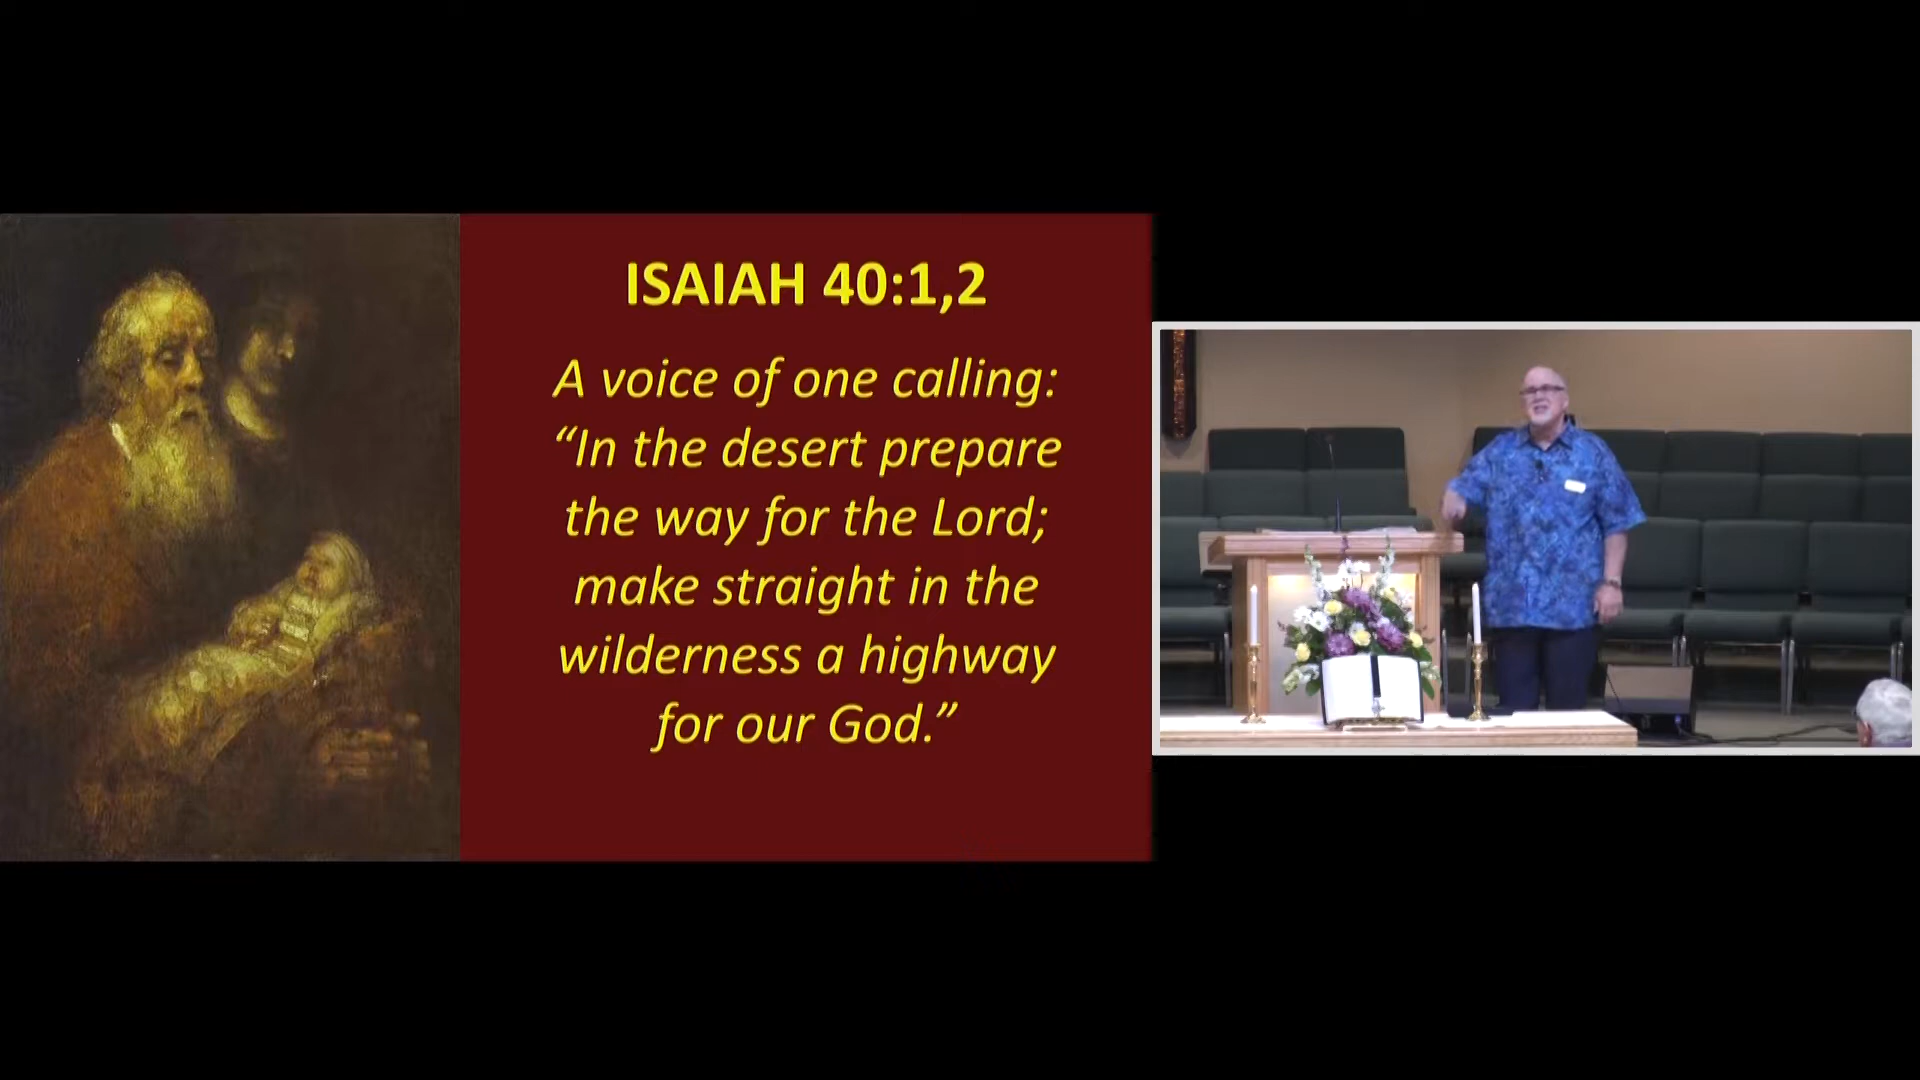 ISAIAH 40:1,2
A voice of one calling:
“In the desert prepare
the way for the Lord;
make straight in the
wilderness a highway
for our God.”